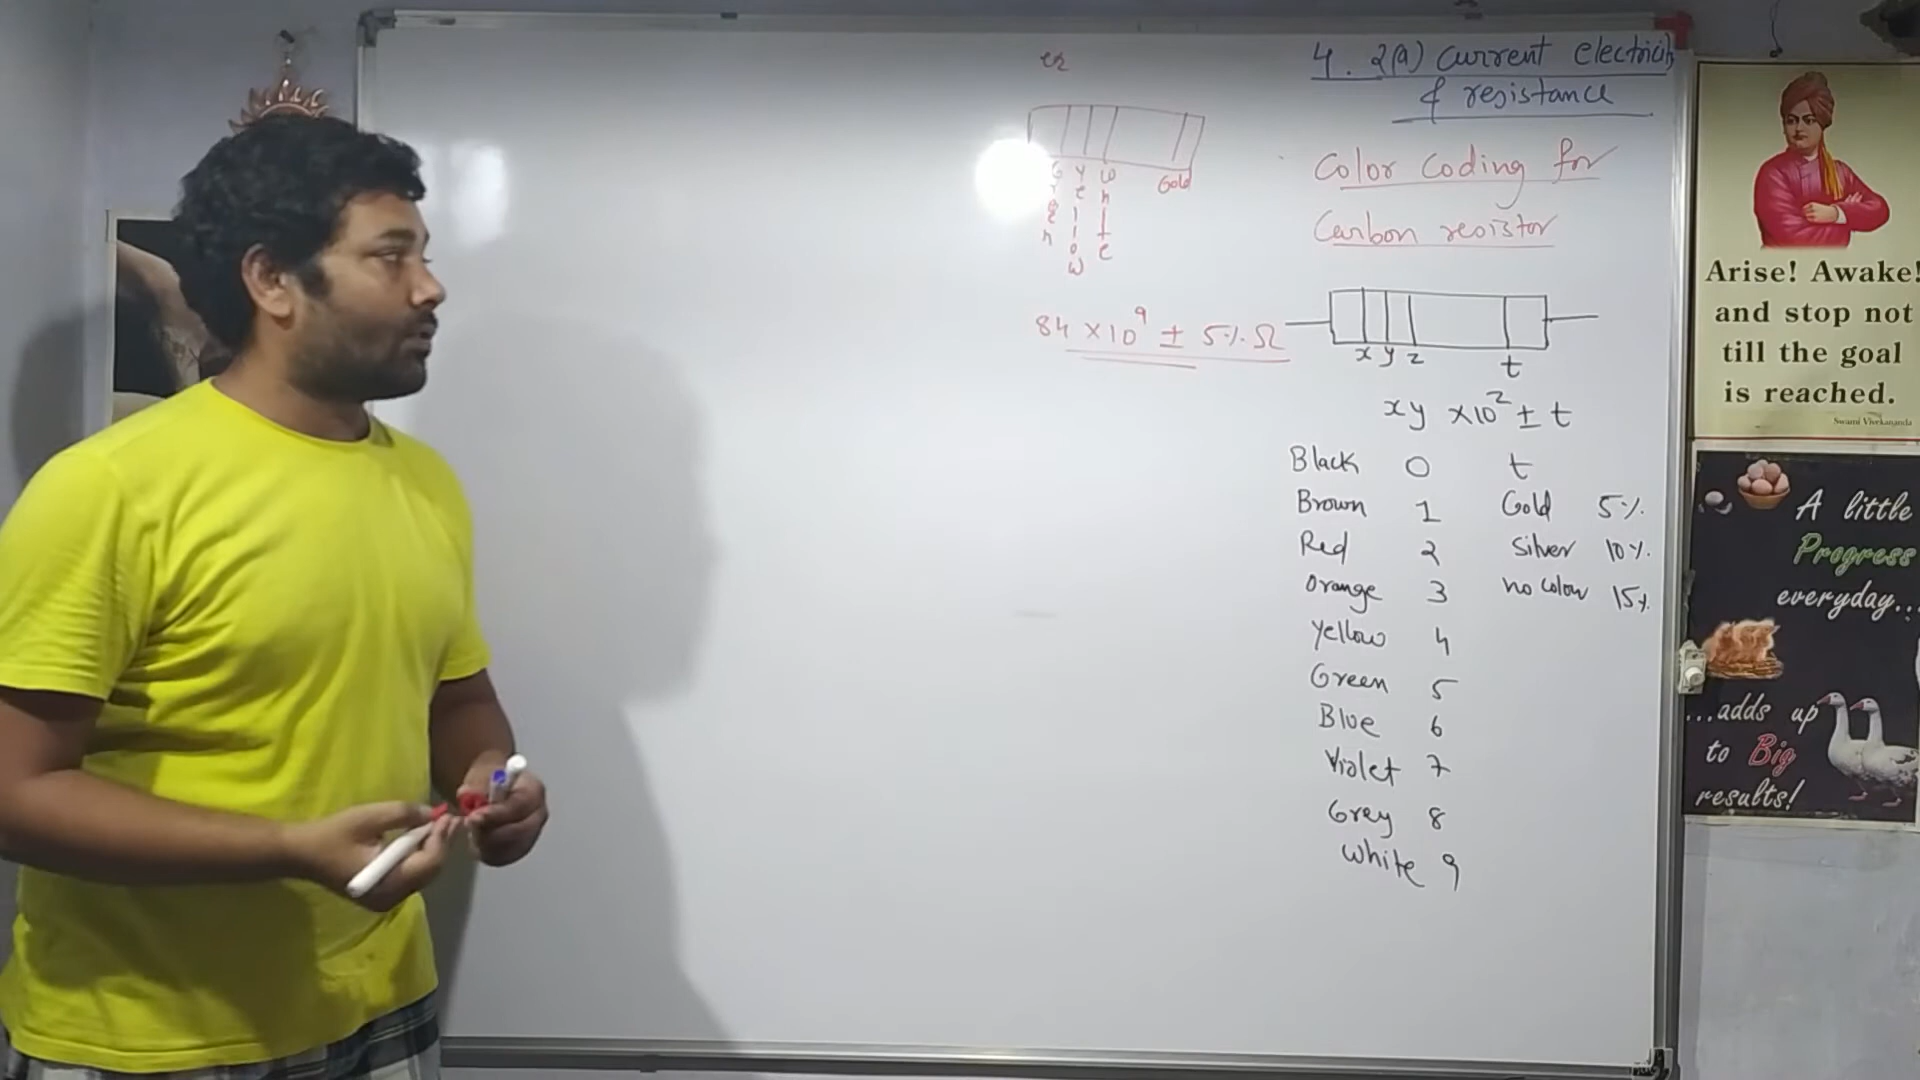 ex
Green Yellow White Gold
84 × 10⁹ ± 5% Ω
4. 2(a) Current electricity
& resistance
Color Coding for
Carbon resistor
x y z t
xy ×10ᶻ ± t
Black 0 t
Brown 1 Gold 5%
Red 2 Silver 10%
Orange 3 no colour 15%
Yellow 4
Green 5
Blue 6
Violet 7
Grey 8
White 9
Arise! Awake!
and stop not
till the goal
is reached.
Swami Vivekananda
A little
Progress
everyday...
...adds up
to Big
results!